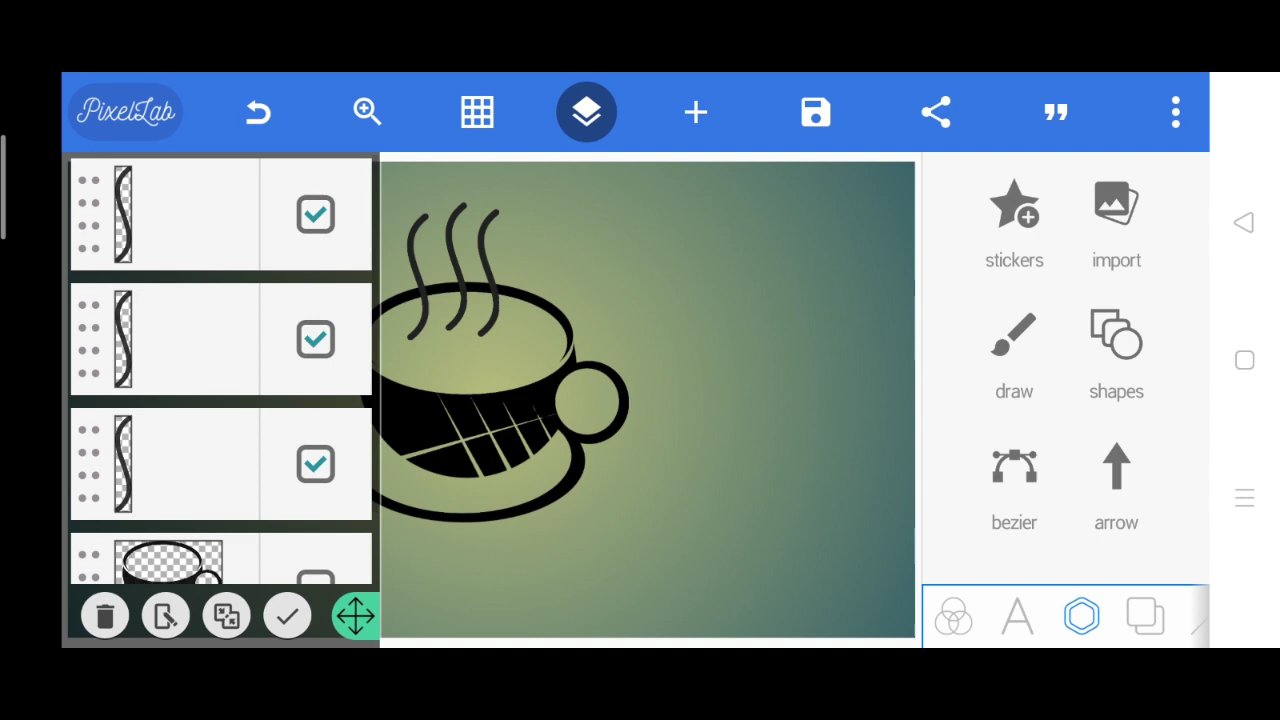 PixelLab
stickers
import
draw
shapes
bezier
arrow